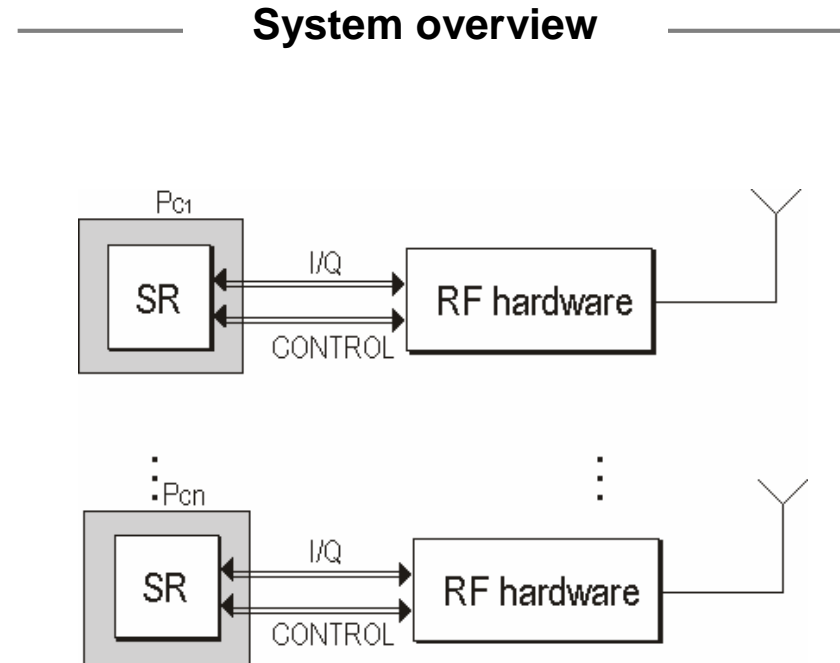 System overview
Pc1
SR
I/Q
CONTROL
RF hardware
Pcn
SR
I/Q
CONTROL
RF hardware